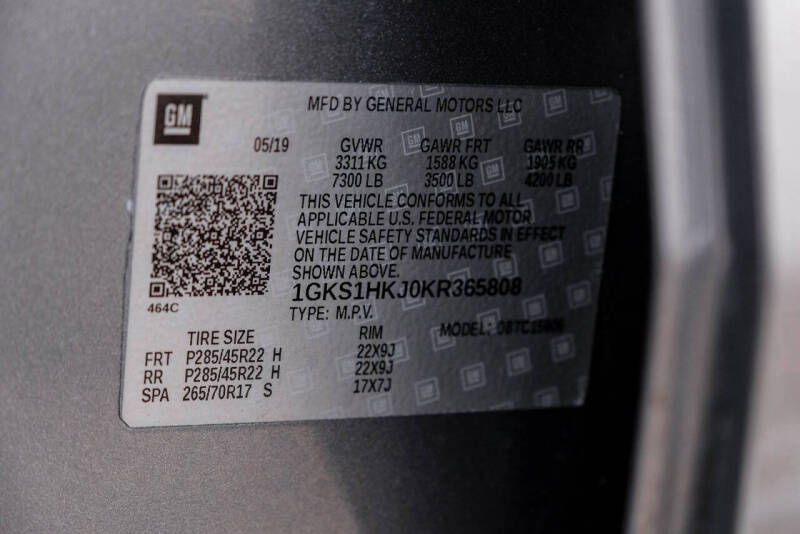 GM
MFD BY GENERAL MOTORS LLC
05/19 GVWR GAWR FRT GAWR RR
3311 KG 1588 KG 1905 KG
7300 LB 3500 LB 4200 LB
THIS VEHICLE CONFORMS TO ALL
APPLICABLE U.S. FEDERAL MOTOR
VEHICLE SAFETY STANDARDS IN EFFECT
ON THE DATE OF MANUFACTURE
SHOWN ABOVE.
464C
1GKS1HKJ0KR365808
TYPE: M.P.V.
TIRE SIZE RIM MODEL:
FRT P285/45R22 H 22X9J
RR P285/45R22 H 22X9J
SPA 265/70R17 S 17X7J